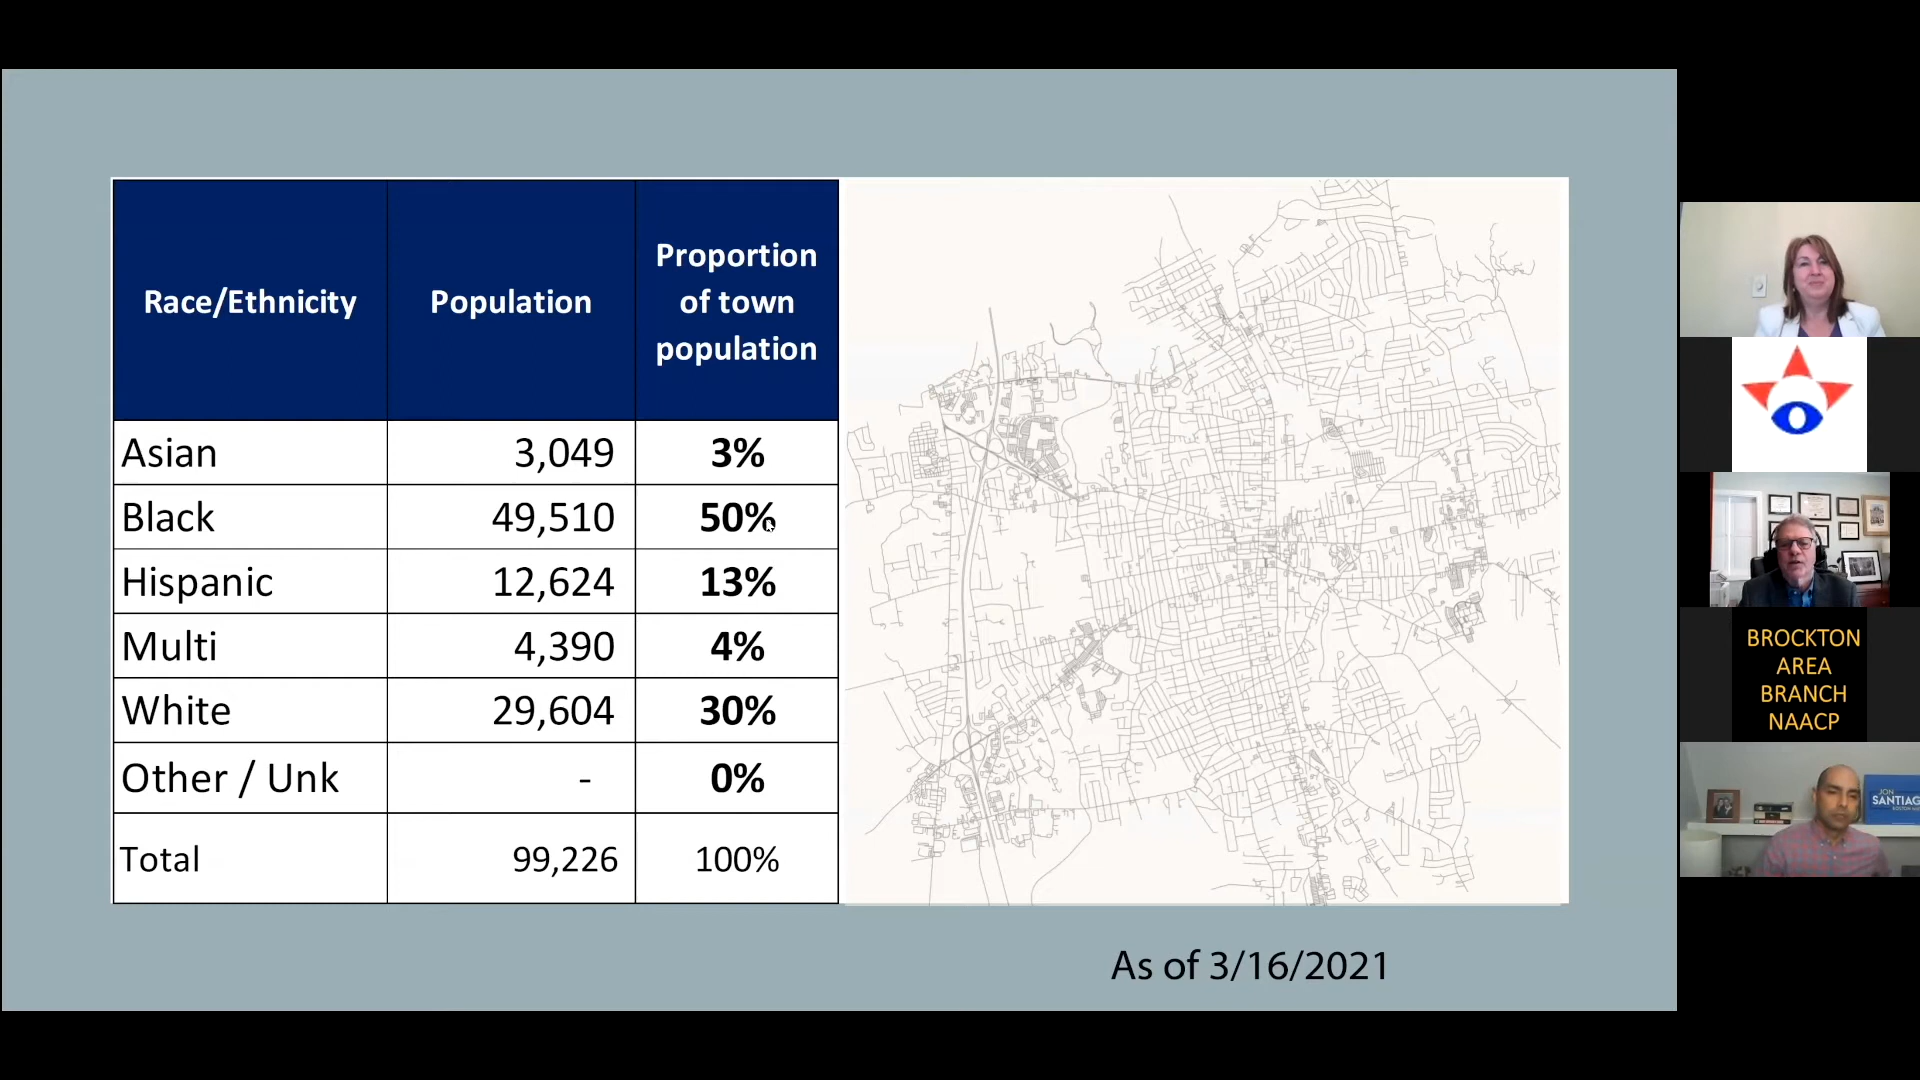 Race/Ethnicity Population Proportion of town population
Asian 3,049 3%
Black 49,510 50%
Hispanic 12,624 13%
Multi 4,390 4%
White 29,604 30%
Other / Unk - 0%
Total 99,226 100%
As of 3/16/2021
BROCKTON
AREA
BRANCH
NAACP
JON
SANTIAG